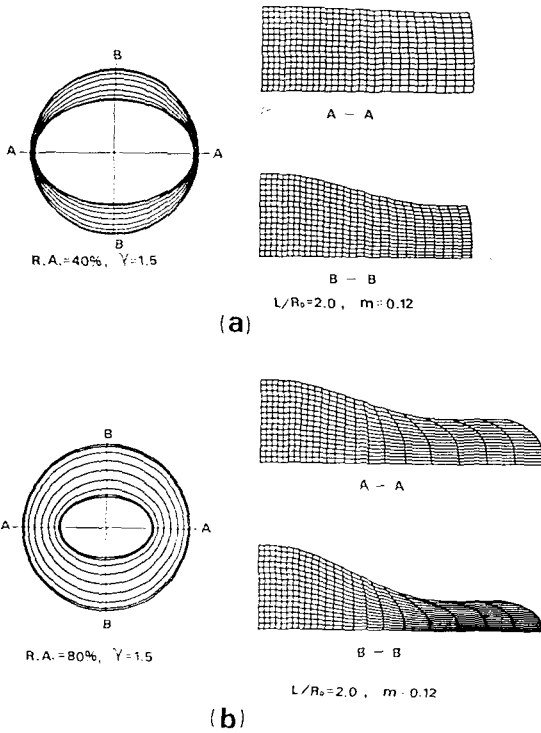 B
A
A
B
R.A.=40%, γ=1.5
A - A
B - B
L/R₀=2.0, m=0.12
(a)
B
A
A
B
R.A.=80%, γ=1.5
A - A
B - B
L/R₀=2.0, m=0.12
(b)